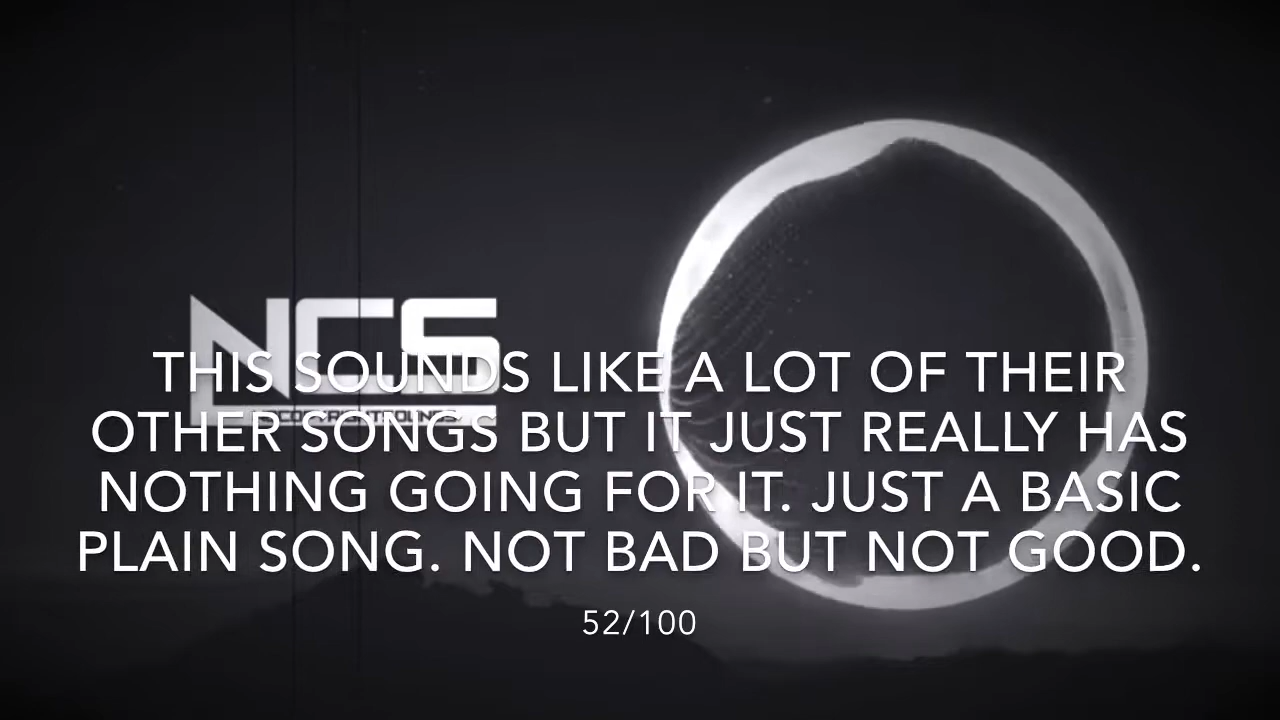 NCS
THIS SOUNDS LIKE A LOT OF THEIR
OTHER SONGS BUT IT JUST REALLY HAS
NOTHING GOING FOR IT. JUST A BASIC
PLAIN SONG. NOT BAD BUT NOT GOOD.
52/100